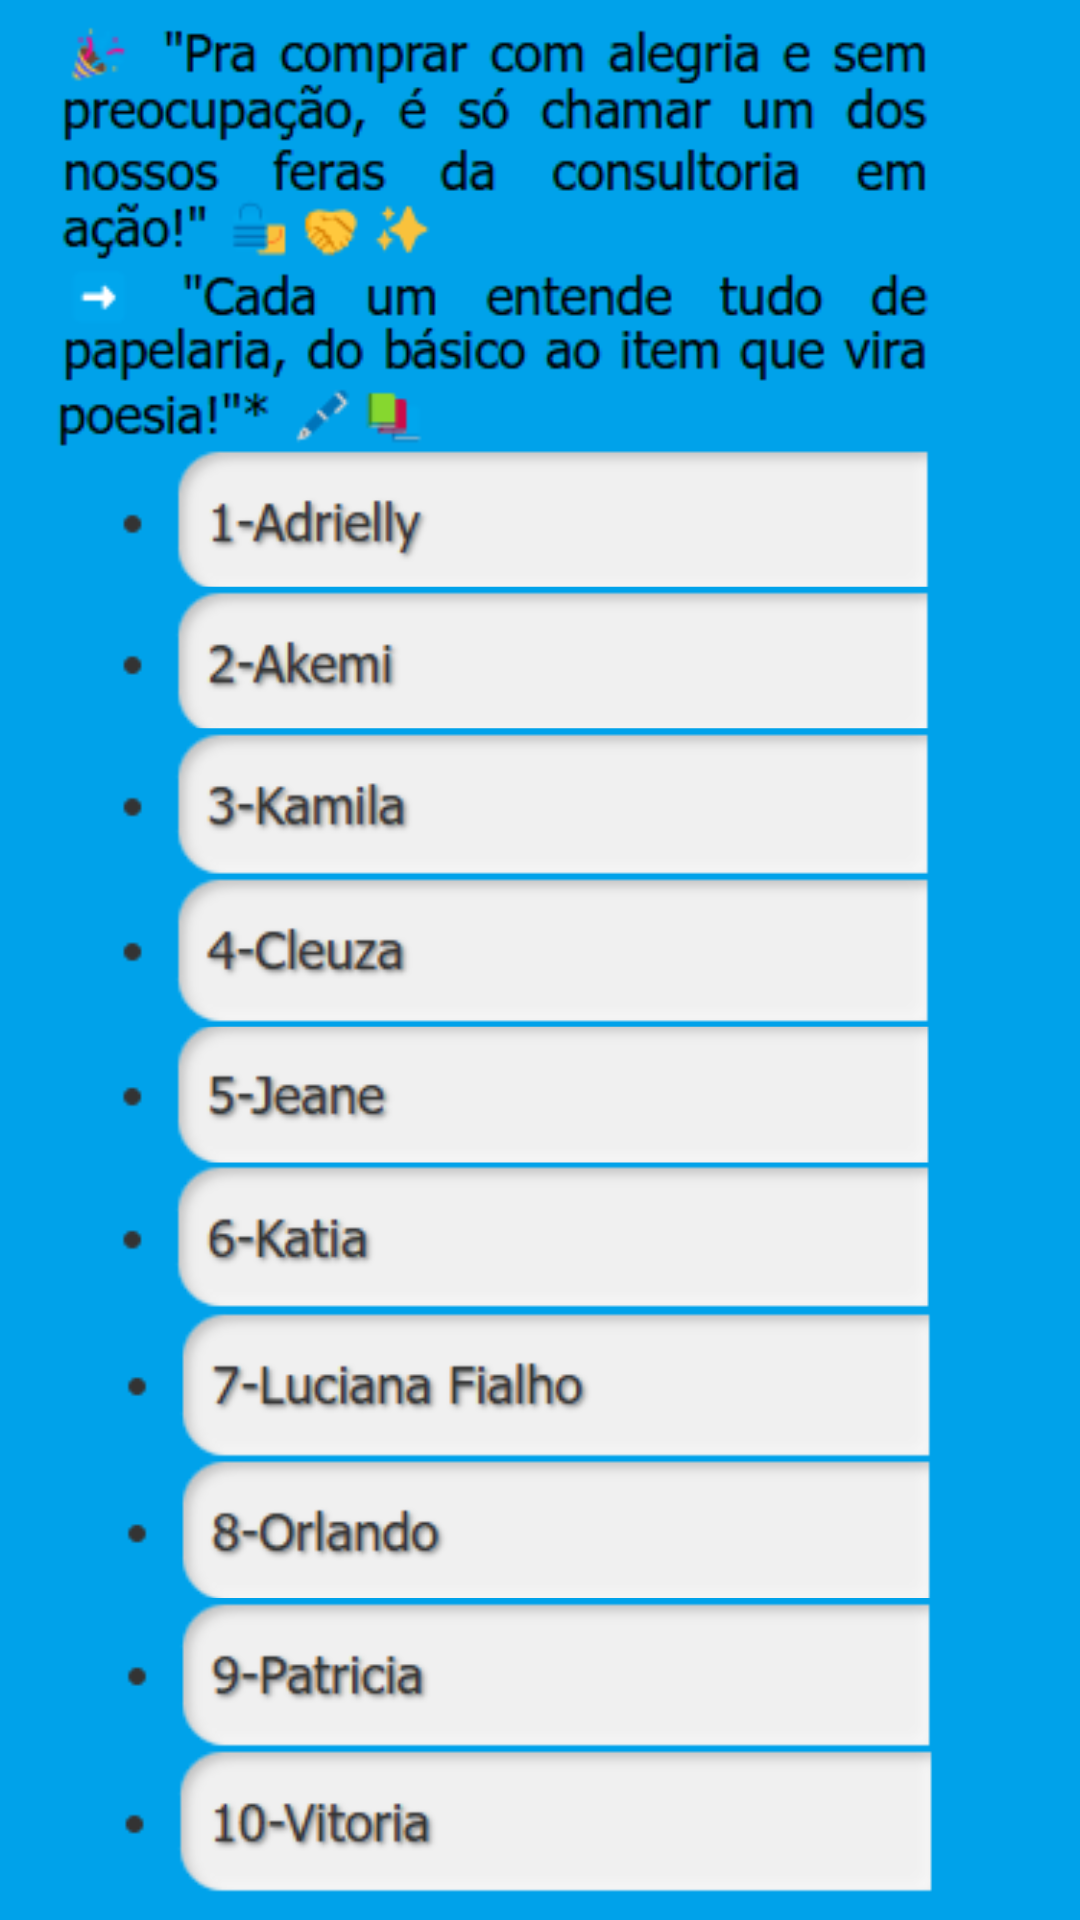 🎉 "Pra comprar com alegria e sem
preocupação, é só chamar um dos
nossos feras da consultoria em
ação!" 🛍️🤝✨
➡️ "Cada um entende tudo de
papelaria, do básico ao item que vira
poesia!"* 🖊️📗
• 1-Adrielly
• 2-Akemi
• 3-Kamila
• 4-Cleuza
• 5-Jeane
• 6-Katia
• 7-Luciana Fialho
• 8-Orlando
• 9-Patricia
• 10-Vitoria